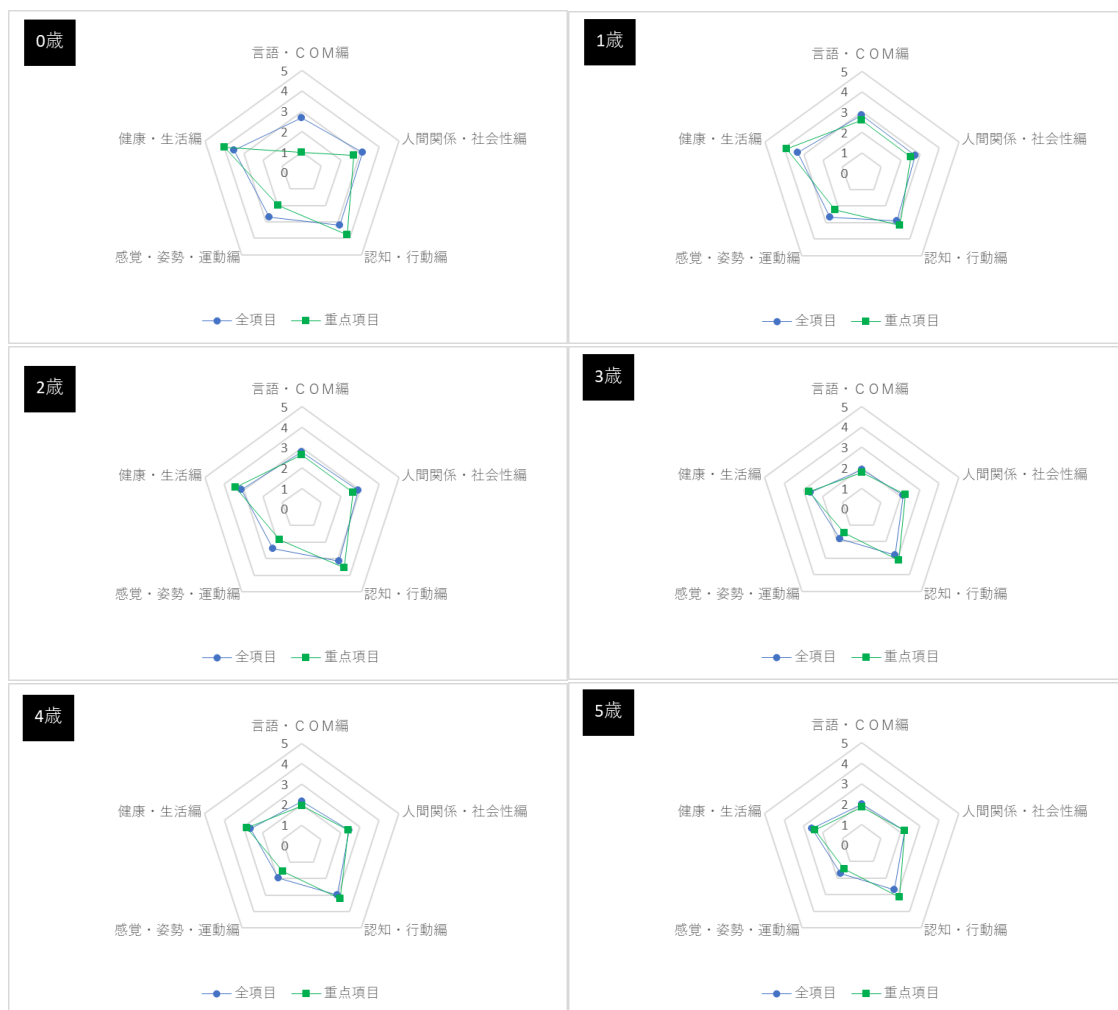 0歳
言語・ＣＯＭ編
5
4
3
2
1
0
健康・生活編
人間関係・社会性編
感覚・姿勢・運動編
認知・行動編
全項目
重点項目
1歳
言語・ＣＯＭ編
5
4
3
2
1
0
健康・生活編
人間関係・社会性編
感覚・姿勢・運動編
認知・行動編
全項目
重点項目
2歳
言語・ＣＯＭ編
5
4
3
2
1
0
健康・生活編
人間関係・社会性編
感覚・姿勢・運動編
認知・行動編
全項目
重点項目
3歳
言語・ＣＯＭ編
5
4
3
2
1
0
健康・生活編
人間関係・社会性編
感覚・姿勢・運動編
認知・行動編
全項目
重点項目
4歳
言語・ＣＯＭ編
5
4
3
2
1
0
健康・生活編
人間関係・社会性編
感覚・姿勢・運動編
認知・行動編
全項目
重点項目
5歳
言語・ＣＯＭ編
5
4
3
2
1
0
健康・生活編
人間関係・社会性編
感覚・姿勢・運動編
認知・行動編
全項目
重点項目